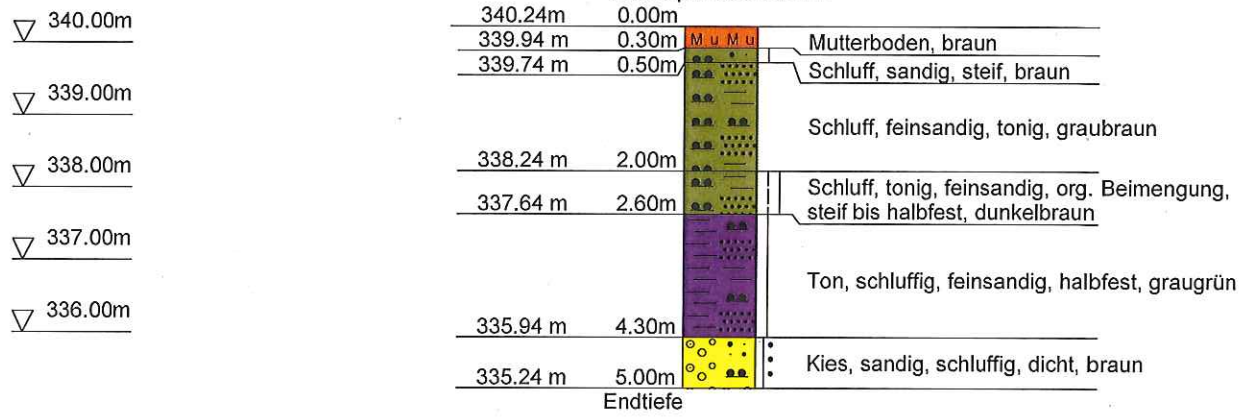 340.00m
339.00m
338.00m
337.00m
336.00m
340.24m 0.00m
339.94 m 0.30m
339.74 m 0.50m
338.24 m 2.00m
337.64 m 2.60m
335.94 m 4.30m
335.24 m 5.00m
Endtiefe
M u M u
Mutterboden, braun
Schluff, sandig, steif, braun
Schluff, feinsandig, tonig, graubraun
Schluff, tonig, feinsandig, org. Beimengung,
steif bis halbfest, dunkelbraun
Ton, schluffig, feinsandig, halbfest, graugrün
Kies, sandig, schluffig, dicht, braun